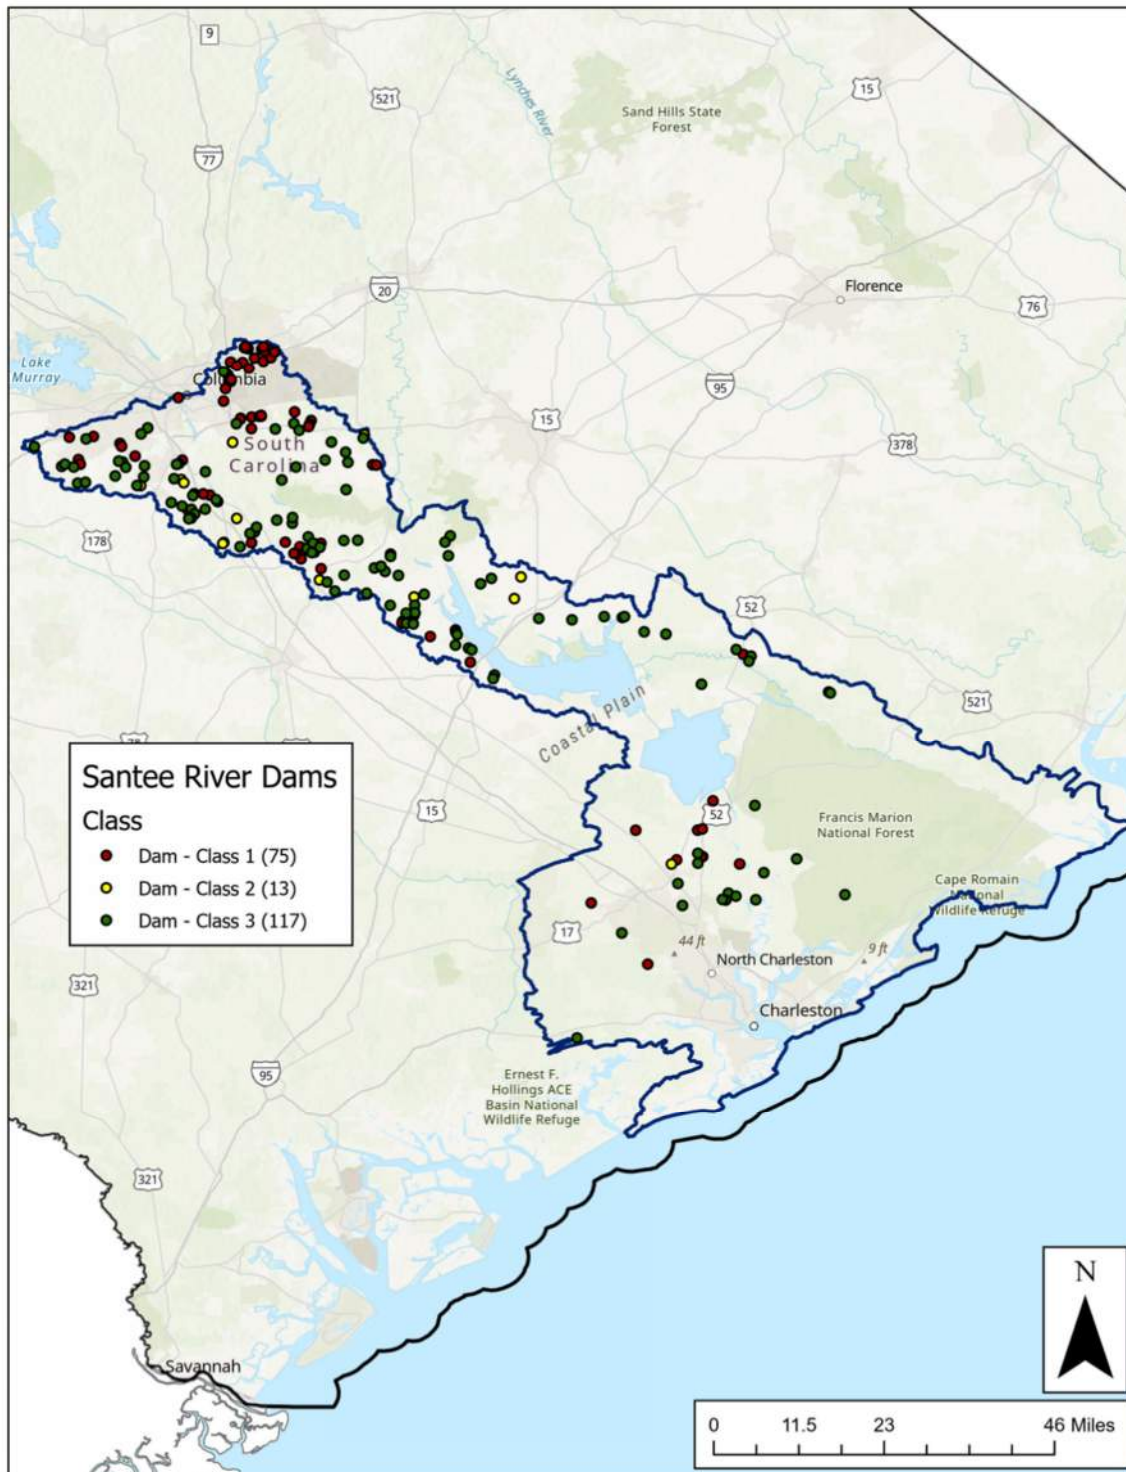 9
Lynches River
521
15
Sand Hills State
Forest
77
20
Florence
76
Lake
Murray
Columbia
95
15
378
South
Carolina
178
52
521
Coastal Plain
Santee River Dams
Class
Dam - Class 1 (75)
Dam - Class 2 (13)
Dam - Class 3 (117)
15
52
Francis Marion
National Forest
Cape Romain
National
Wildlife Refuge
17
44 ft
9 ft
North Charleston
321
Charleston
95
Ernest F.
Hollings ACE
Basin National
Wildlife Refuge
321
N
Savannah
0 11.5 23 46 Miles